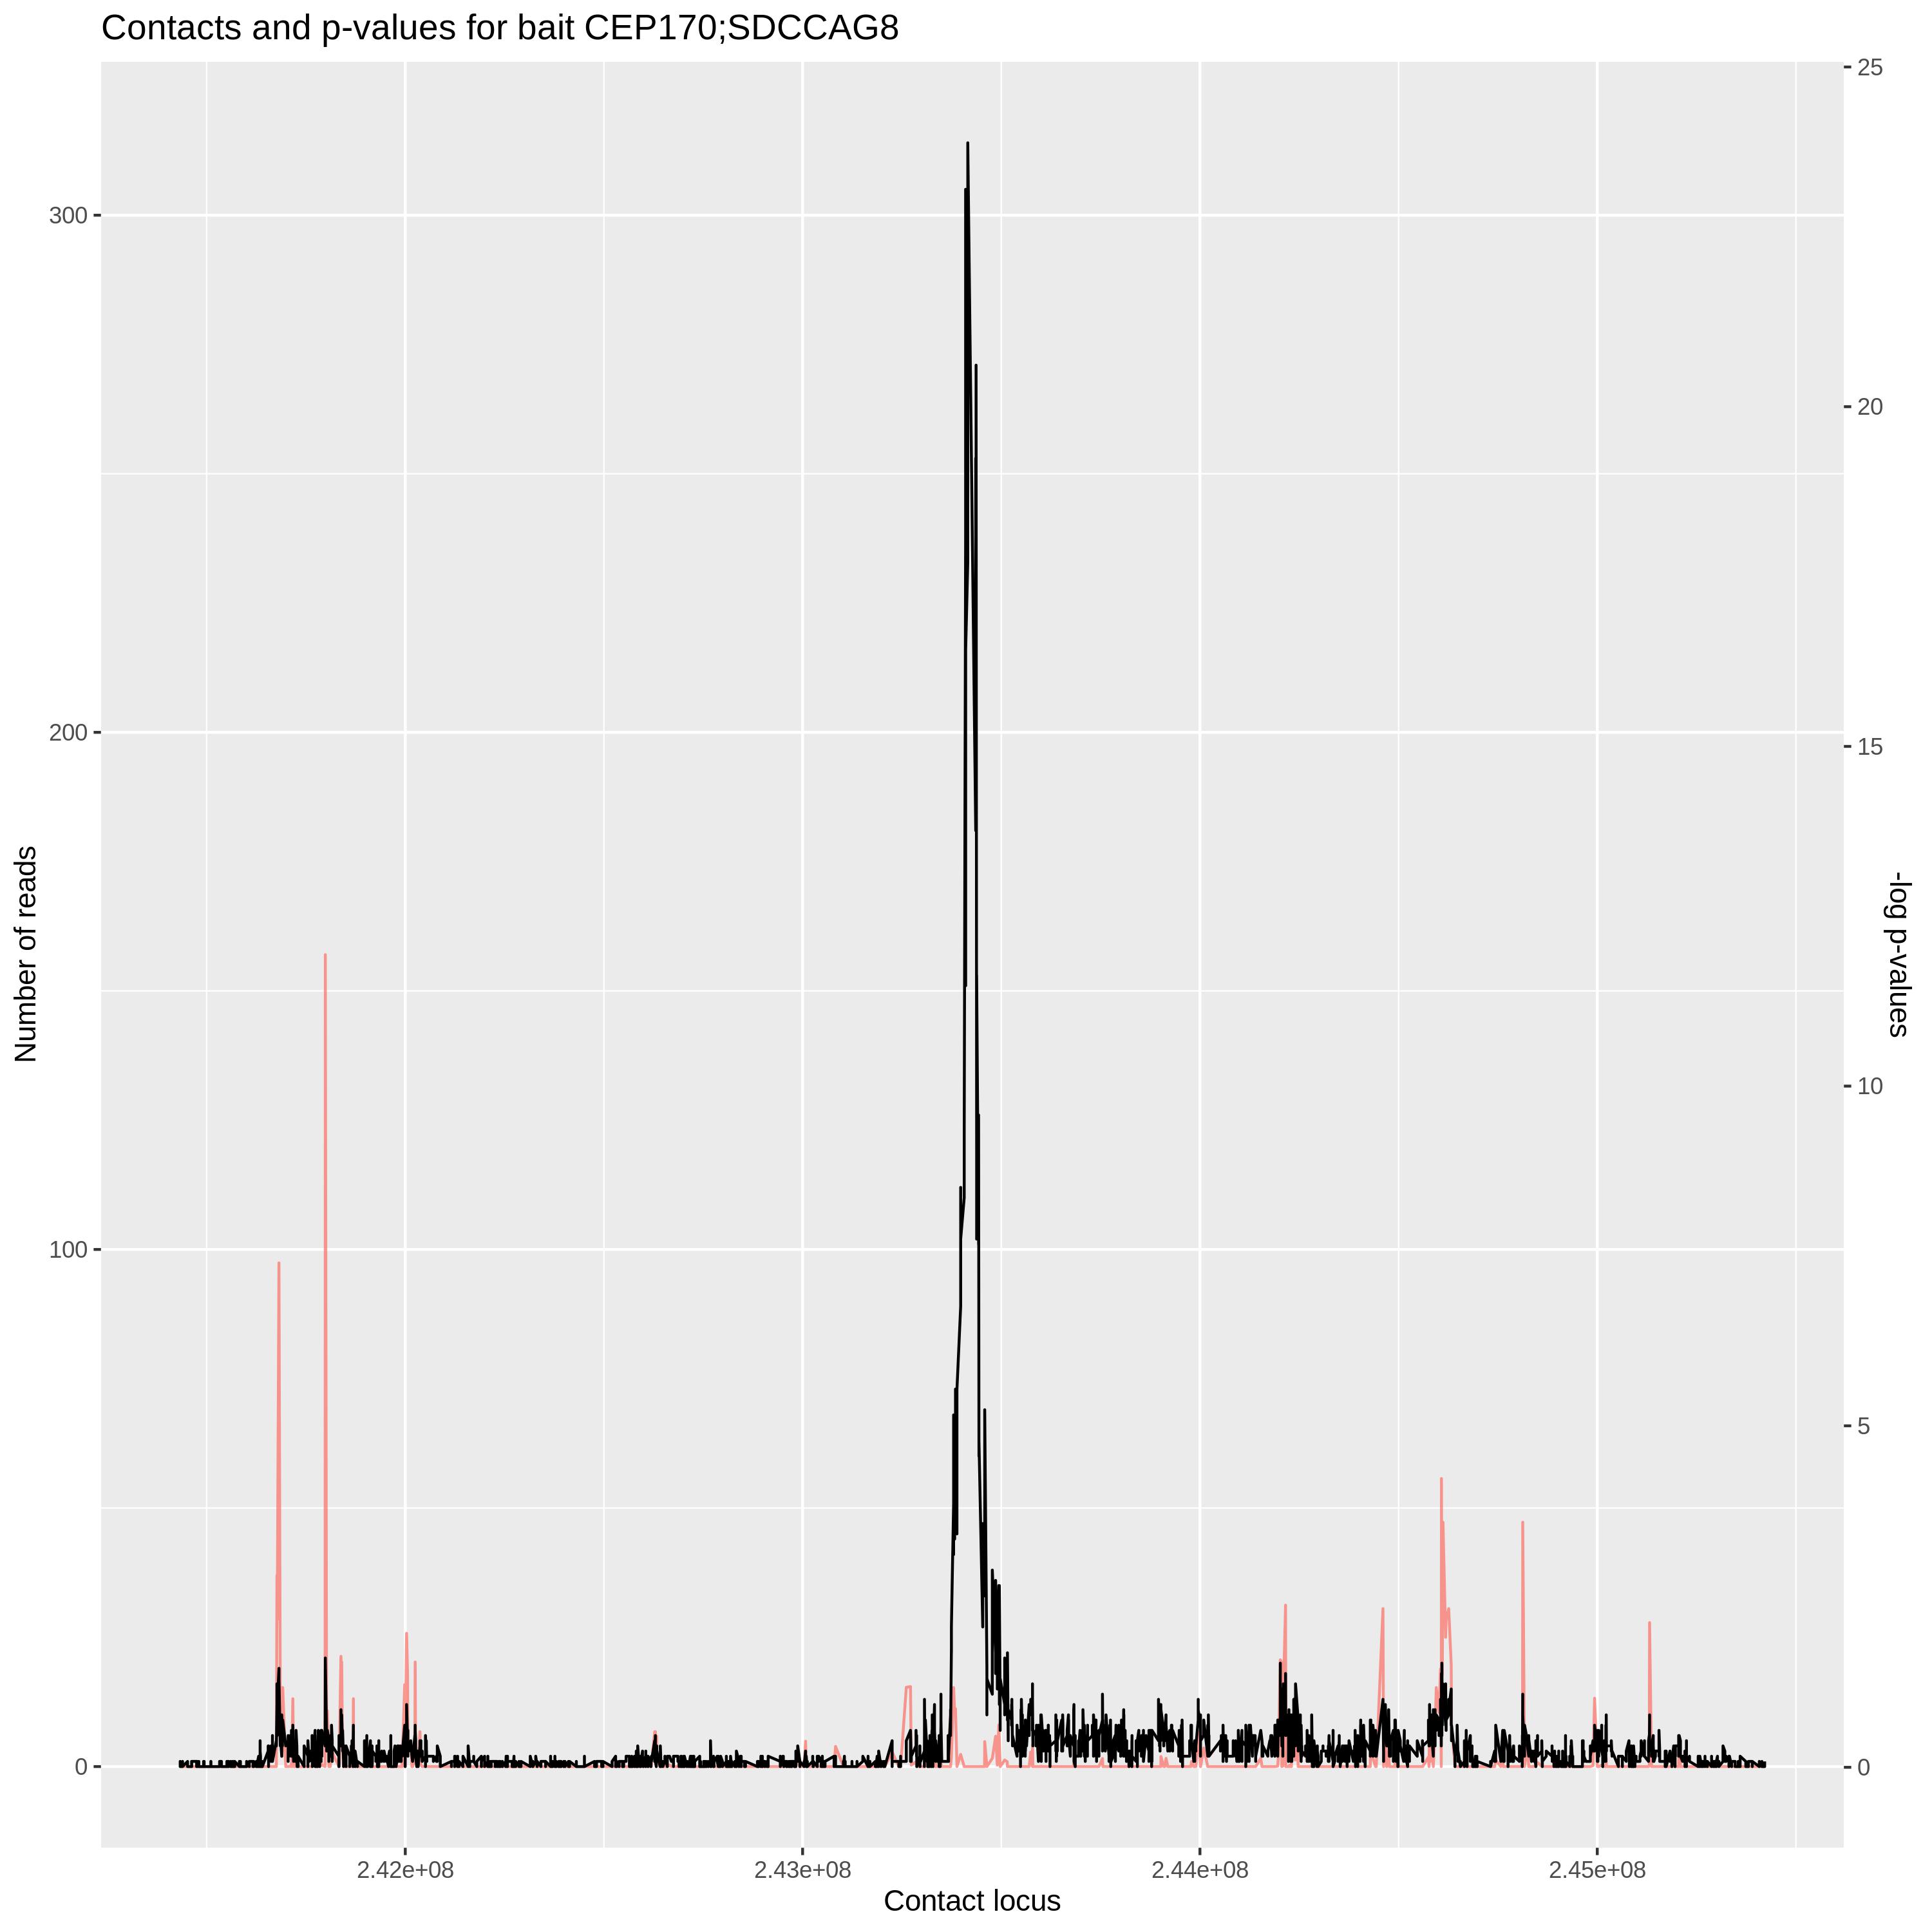 Contacts and p-values for bait CEP170;SDCCAG8
Number of reads
300
200
100
0
25
20
15
10
5
0
-log p-values
2.42e+08 2.43e+08 2.44e+08 2.45e+08
Contact locus